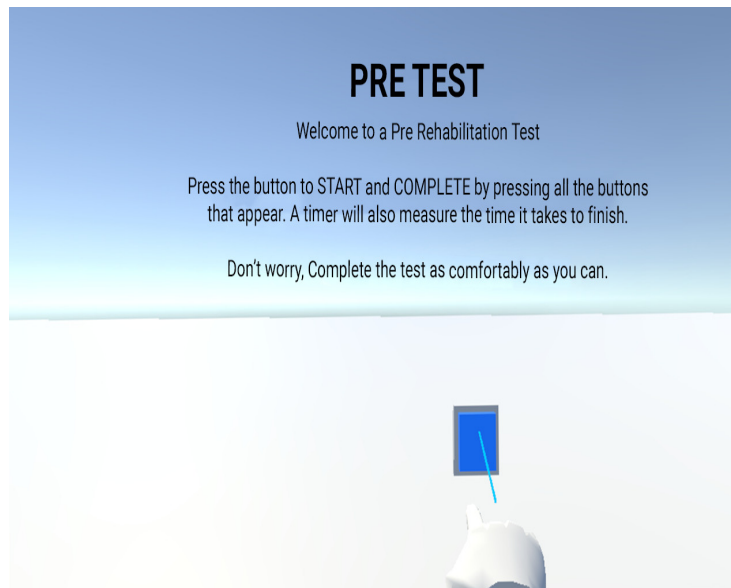 PRE TEST
Welcome to a Pre Rehabilitation Test
Press the button to START and COMPLETE by pressing all the buttons
that appear. A timer will also measure the time it takes to finish.
Don't worry, Complete the test as comfortably as you can.